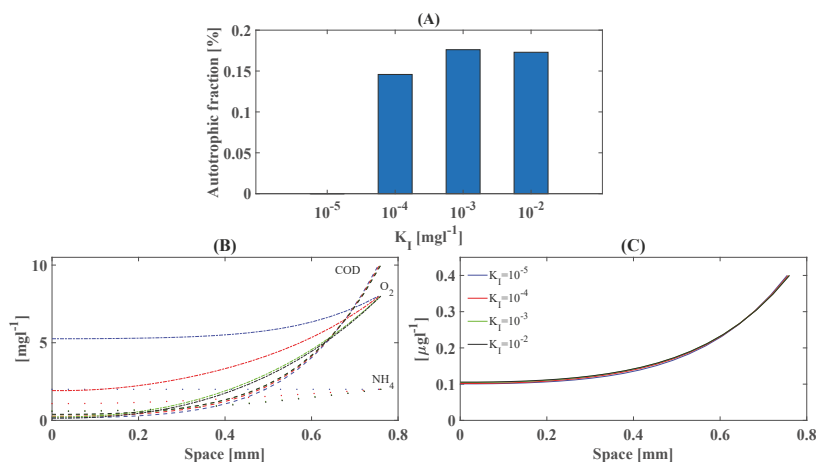 (A)
Autotrophic fraction [%]
0.2
0.15
0.1
0.05
0
10⁻⁵ 10⁻⁴ 10⁻³ 10⁻²
K_I [mgl⁻¹]
(B)
[mgl⁻¹]
10
5
0
COD
O₂
NH₄
0 0.2 0.4 0.6 0.8
Space [mm]
(C)
[μgl⁻¹]
0.4
0.3
0.2
0.1
0
K_I=10⁻⁵
K_I=10⁻⁴
K_I=10⁻³
K_I=10⁻²
0 0.2 0.4 0.6 0.8
Space [mm]